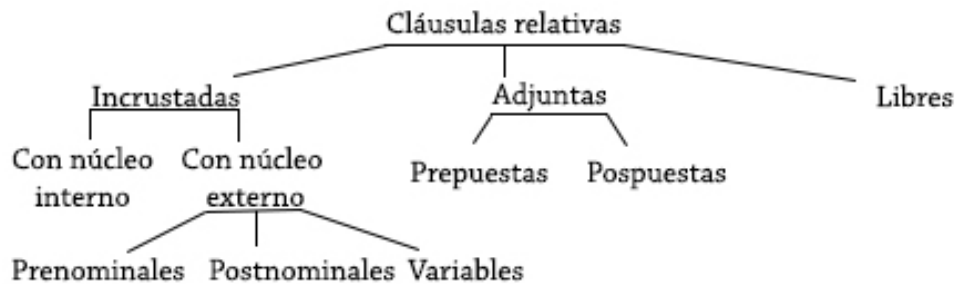 Cláusulas relativas
Incrustadas Adjuntas Libres
Con núcleo interno Con núcleo externo Prepuestas Pospuestas
Prenominales Postnominales Variables